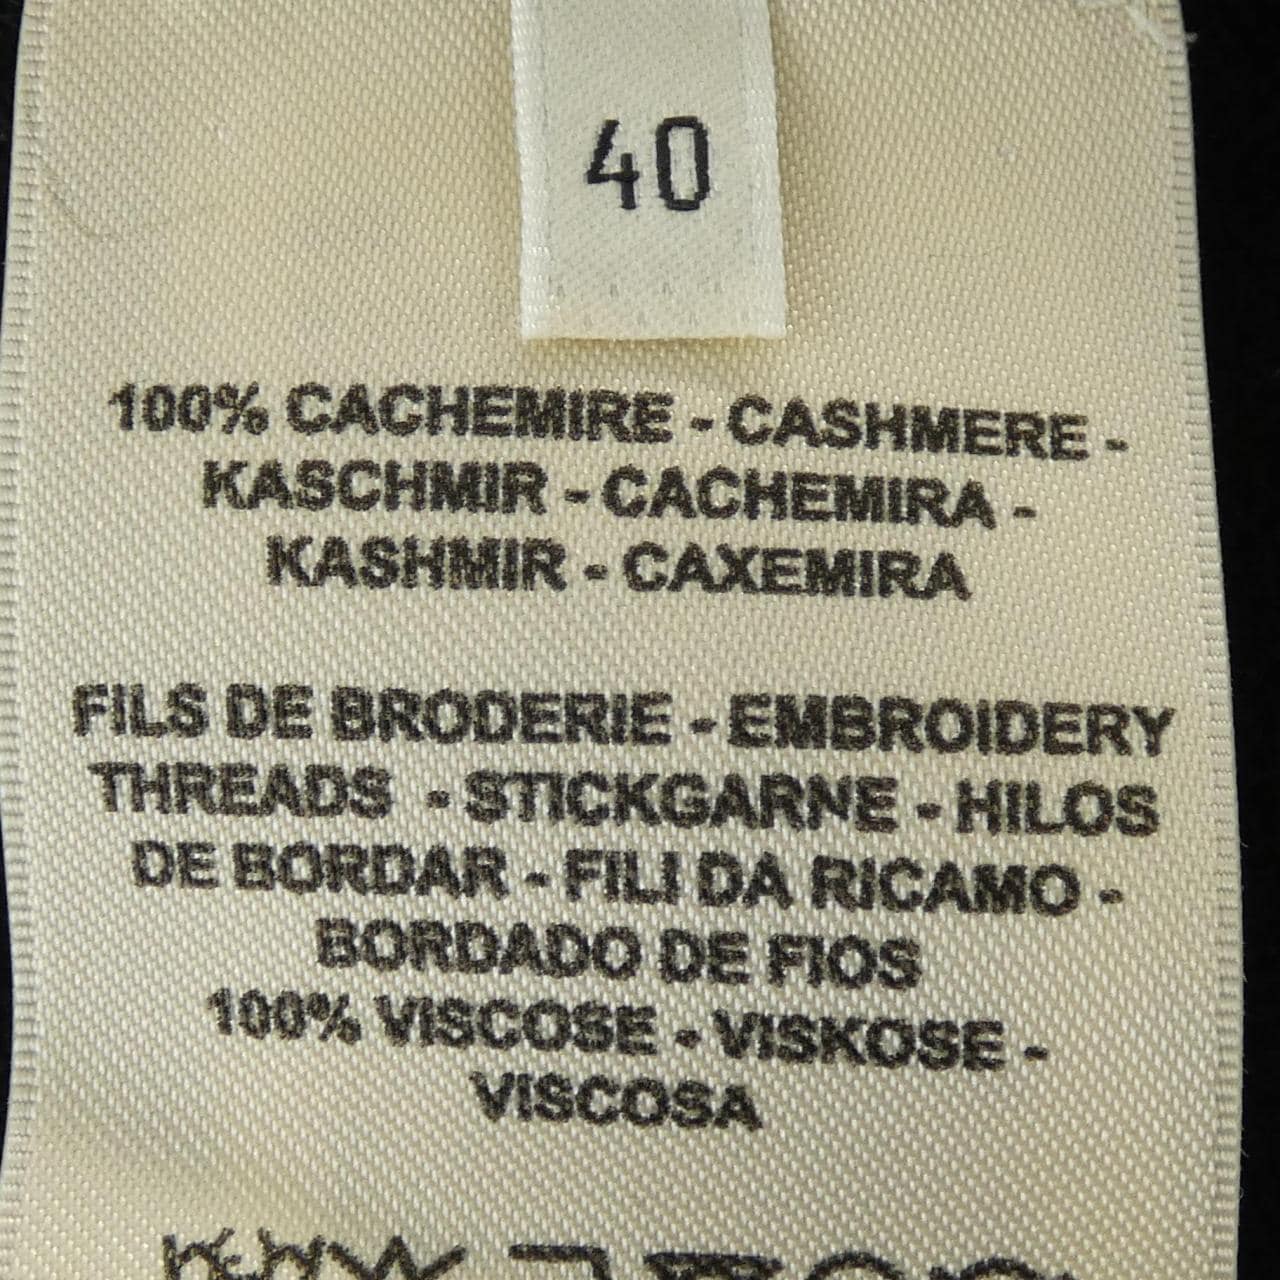 40
100% CACHEMIRE - CASHMERE -
KASCHMIR - CACHEMIRA -
KASHMIR - CAXEMIRA
FILS DE BRODERIE - EMBROIDERY
THREADS - STICKGARNE - HILOS
DE BORDAR - FILI DA RICAMO -
BORDADO DE FIOS
100% VISCOSE - VISKOSE -
VISCOSA